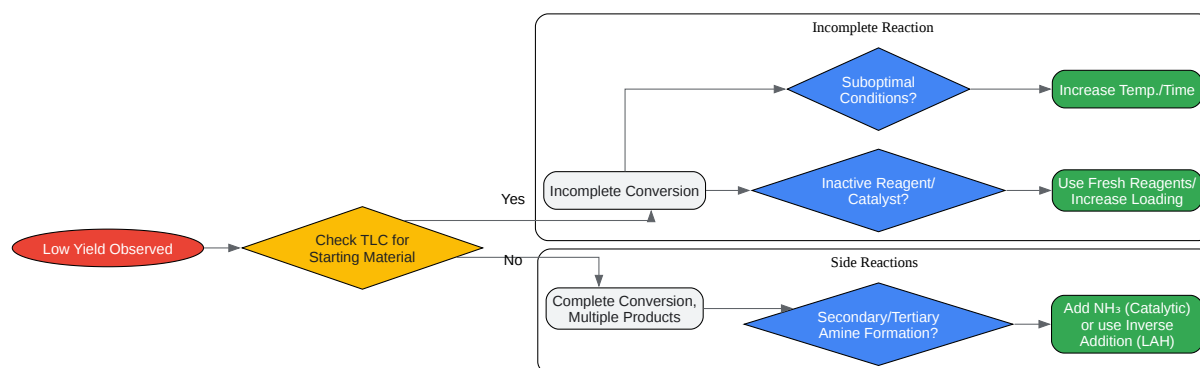 Low Yield Observed
Check TLC for
Starting Material
Yes
No
Incomplete Reaction
Incomplete Conversion
Suboptimal
Conditions?
Increase Temp./Time
Inactive Reagent/
Catalyst?
Use Fresh Reagents/
Increase Loading
Side Reactions
Complete Conversion,
Multiple Products
Secondary/Tertiary
Amine Formation?
Add NH₃ (Catalytic)
or use Inverse
Addition (LAH)